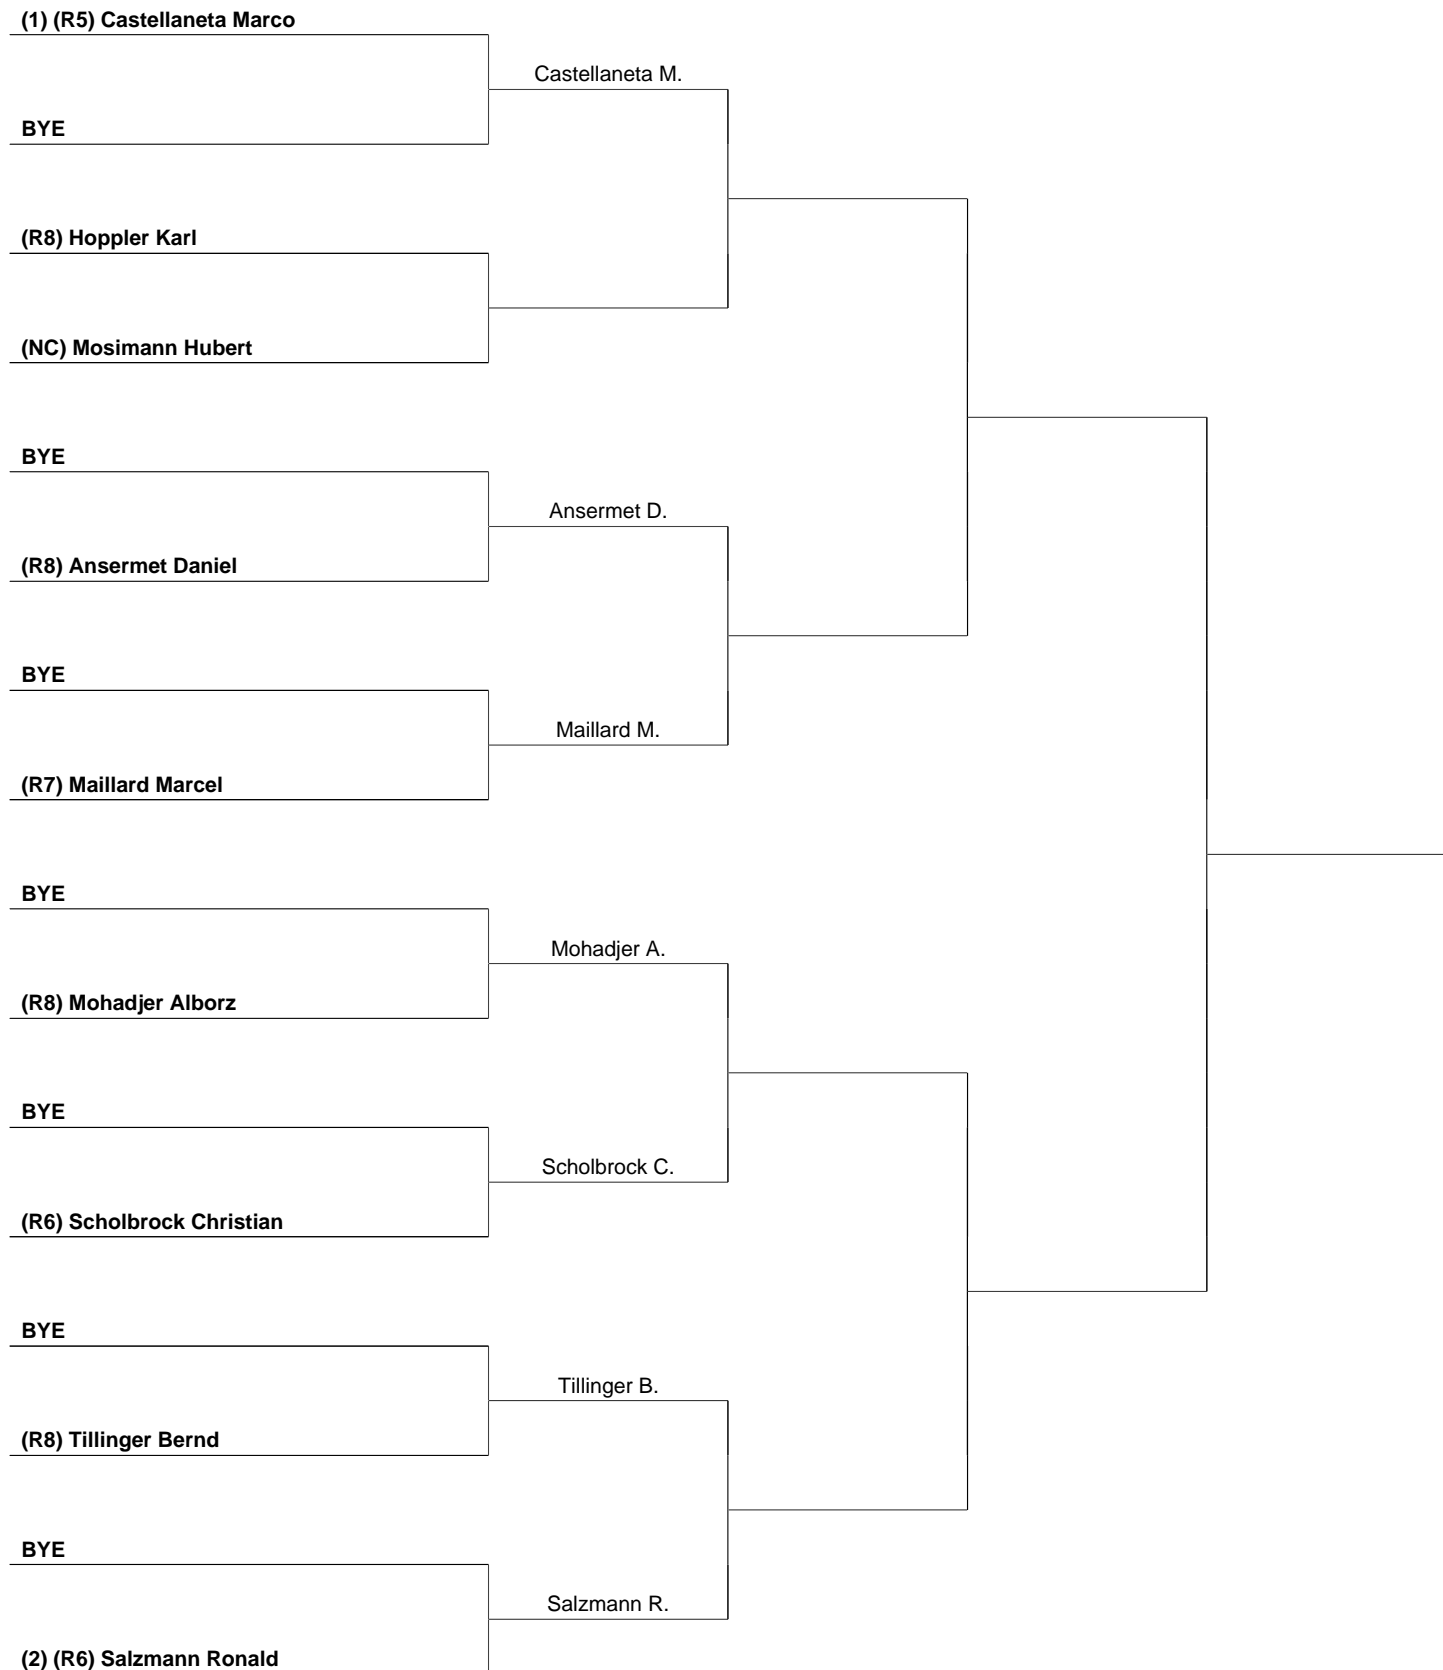 (1) (R5) Castellaneta Marco
Castellaneta M.
BYE
(R8) Hoppler Karl
(NC) Mosimann Hubert
BYE
Ansermet D.
(R8) Ansermet Daniel
BYE
Maillard M.
(R7) Maillard Marcel
BYE
Mohadjer A.
(R8) Mohadjer Alborz
BYE
Scholbrock C.
(R6) Scholbrock Christian
BYE
Tillinger B.
(R8) Tillinger Bernd
BYE
Salzmann R.
(2) (R6) Salzmann Ronald